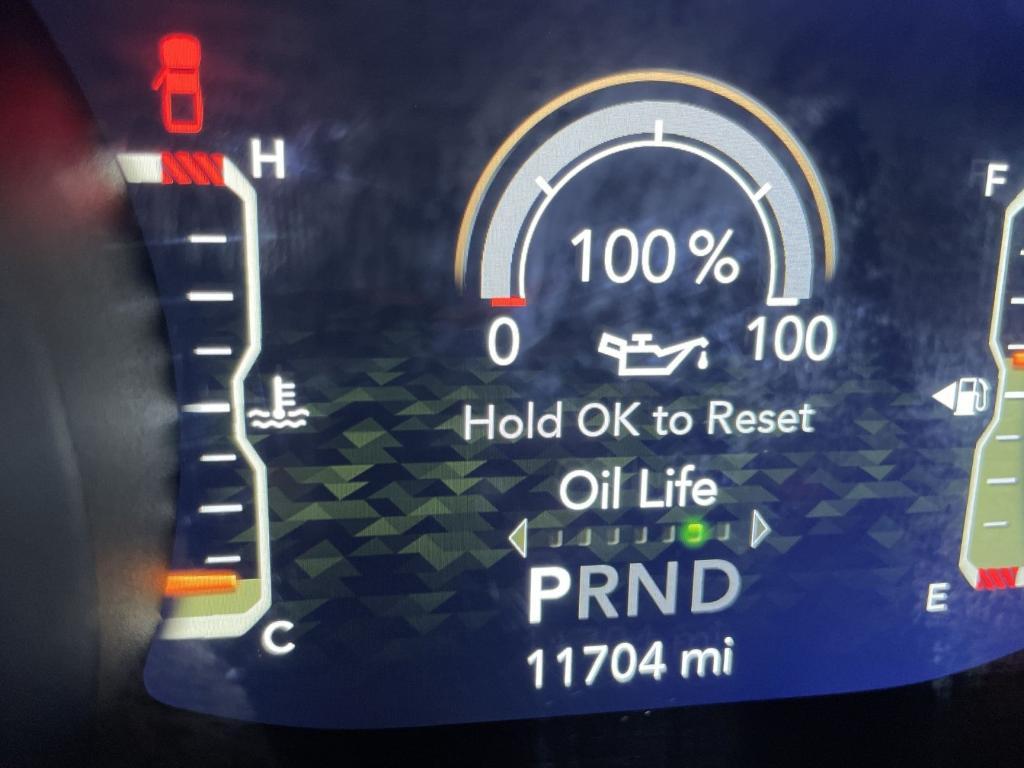 H
F
100 %
0
100
Hold OK to Reset
Oil Life
PRND
E
C
11704 mi